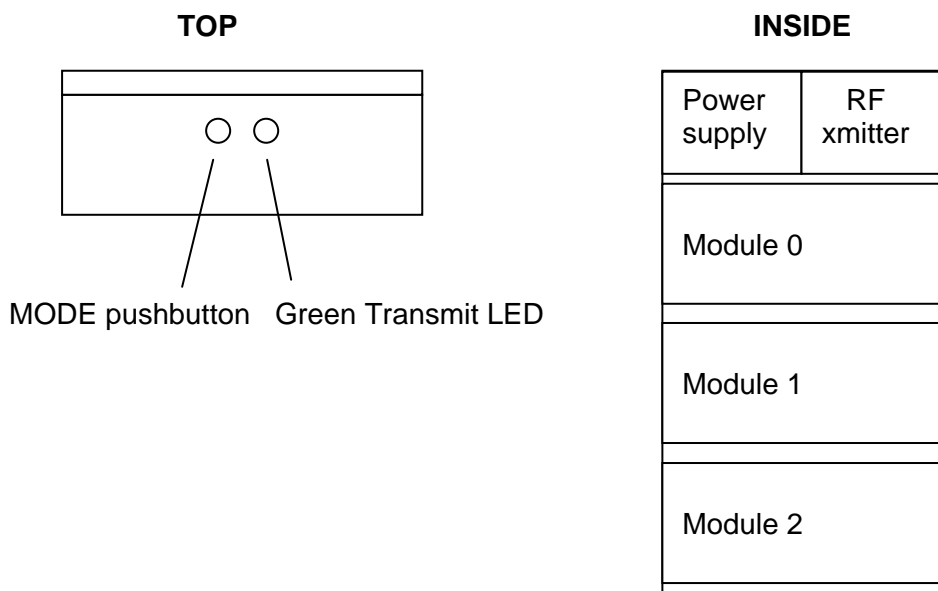 TOP
INSIDE
Power
supply
RF
xmitter
Module 0
MODE pushbutton
Green Transmit LED
Module 1
Module 2